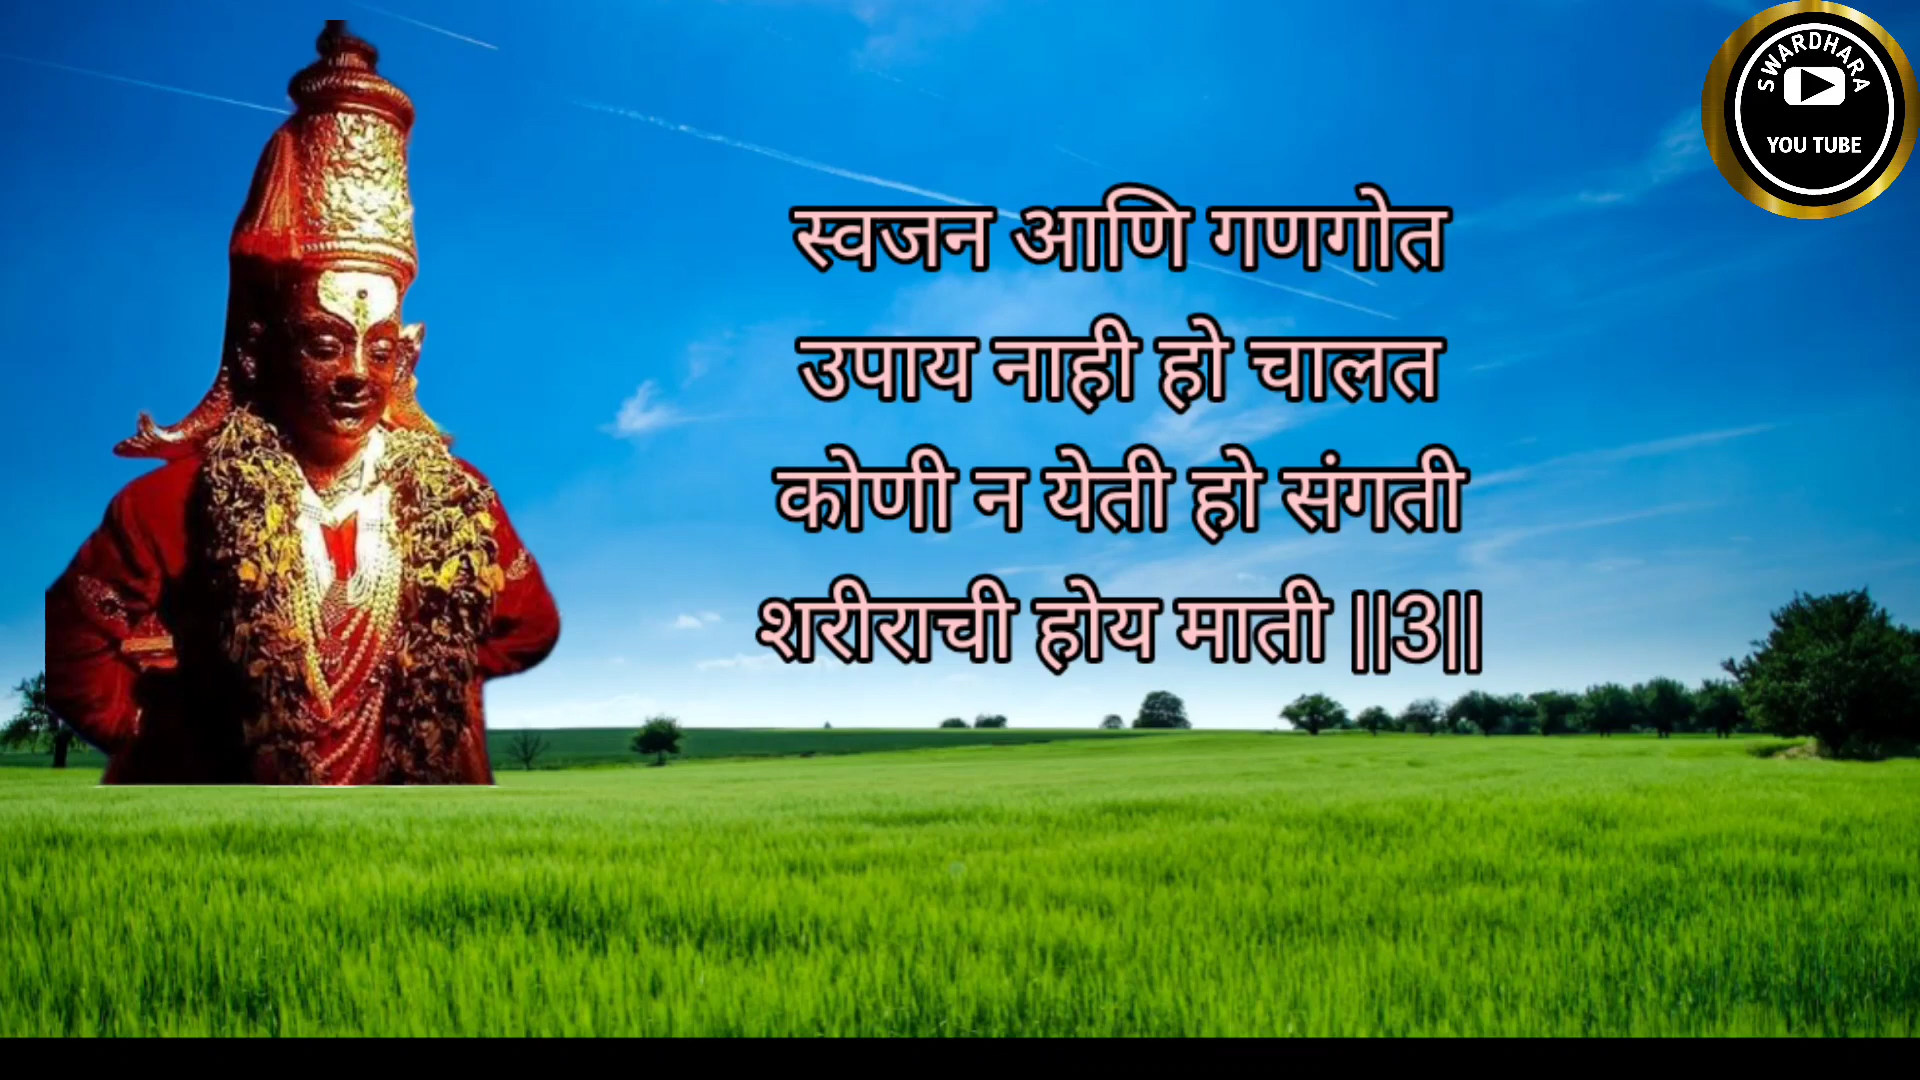 SWARDHARA
YOU TUBE
स्वजन आणि गणगोत
उपाय नाही हो चालत
कोणी न येती हो संगती
शरीराची होय माती ||3||